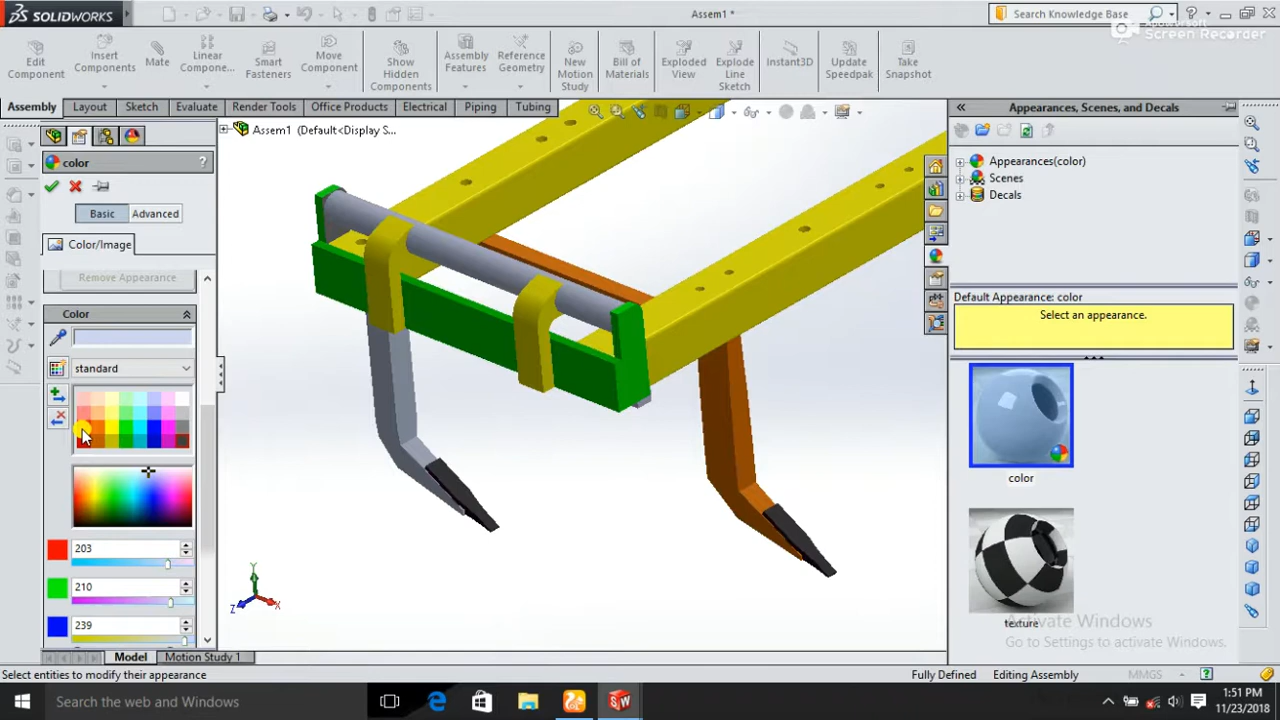 SOLIDWORKS
Assem1 *
Search Knowledge Base
Apowersoft
Screen Recorder
Edit
Component
Insert
Components
Mate
Linear
Compone...
Smart
Fasteners
Move
Component
Show
Hidden
Components
Assembly
Features
Reference
Geometry
New
Motion
Study
Bill of
Materials
Exploded
View
Explode
Line
Sketch
Instant3D
Update
Speedpak
Take
Snapshot
Assembly
Layout
Sketch
Evaluate
Render Tools
Office Products
Electrical
Piping
Tubing
Assem1 (Default<Display S...
color
?
Basic
Advanced
Color/Image
Remove Appearance
Color
standard
203
210
239
Y
Z
X
Appearances, Scenes, and Decals
Appearances(color)
Scenes
Decals
Default Appearance: color
Select an appearance.
color
texture
Activate Windows
Go to Settings to activate Windows.
Model
Motion Study 1
Select entities to modify their appearance
Fully Defined
Editing Assembly
MMGS
Search the web and Windows
1:51 PM
11/23/2018